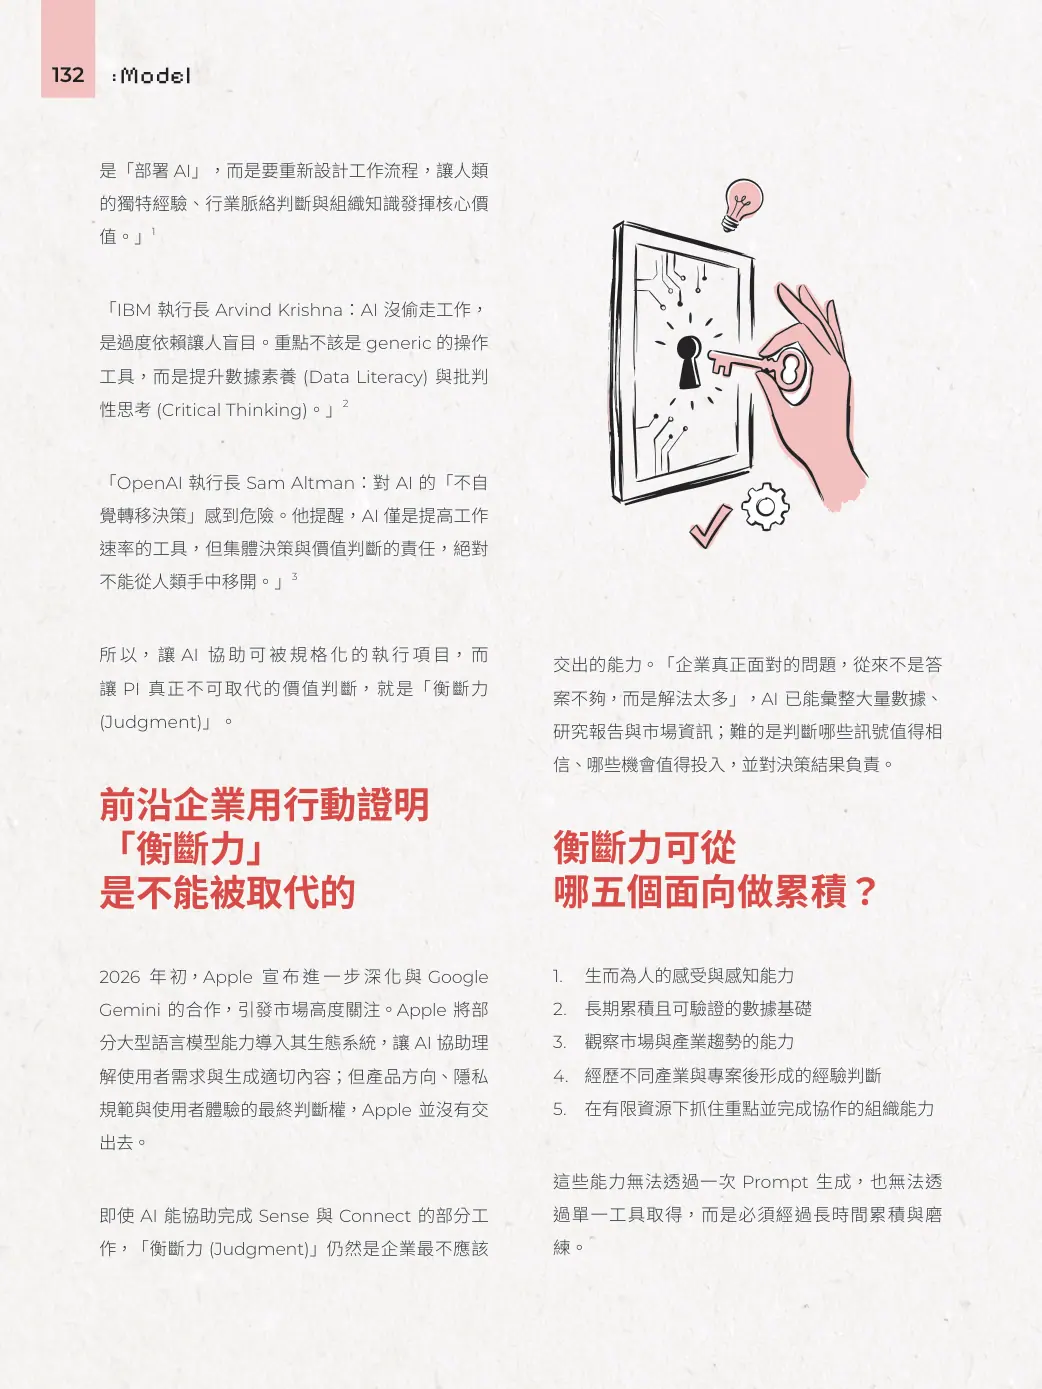 132
:Model
是「部署 AI」，而是要重新設計工作流程，讓人類
的獨特經驗、行業脈絡判斷與組織知識發揮核心價
值。」1
「IBM 執行長 Arvind Krishna：AI 沒偷走工作，
是過度依賴讓人盲目。重點不該是 generic 的操作
工具，而是提升數據素養 (Data Literacy) 與批判
性思考 (Critical Thinking)。」2
「OpenAI 執行長 Sam Altman：對 AI 的「不自
覺轉移決策」感到危險。他提醒，AI 僅是提高工作
速率的工具，但集體決策與價值判斷的責任，絕對
不能從人類手中移開。」3
所以，讓 AI 協助可被規格化的執行項目，而
讓 PI 真正不可取代的價值判斷，就是「衡斷力
(Judgment)」。
前沿企業用行動證明
「衡斷力」
是不能被取代的
2026 年初，Apple 宣布進一步深化與 Google
Gemini 的合作，引發市場高度關注。Apple 將部
分大型語言模型能力導入其生態系統，讓 AI 協助理
解使用者需求與生成適切內容；但產品方向、隱私
規範與使用者體驗的最終判斷權，Apple 並沒有交
出去。
即使 AI 能協助完成 Sense 與 Connect 的部分工
作，「衡斷力 (Judgment)」仍然是企業最不應該
交出的能力。「企業真正面對的問題，從來不是答
案不夠，而是解法太多」，AI 已能彙整大量數據、
研究報告與市場資訊；難的是判斷哪些訊號值得相
信、哪些機會值得投入，並對決策結果負責。
衡斷力可從
哪五個面向做累積？
1. 生而為人的感受與感知能力
2. 長期累積且可驗證的數據基礎
3. 觀察市場與產業趨勢的能力
4. 經歷不同產業與專案後形成的經驗判斷
5. 在有限資源下抓住重點並完成協作的組織能力
這些能力無法透過一次 Prompt 生成，也無法透
過單一工具取得，而是必須經過長時間累積與磨
練。